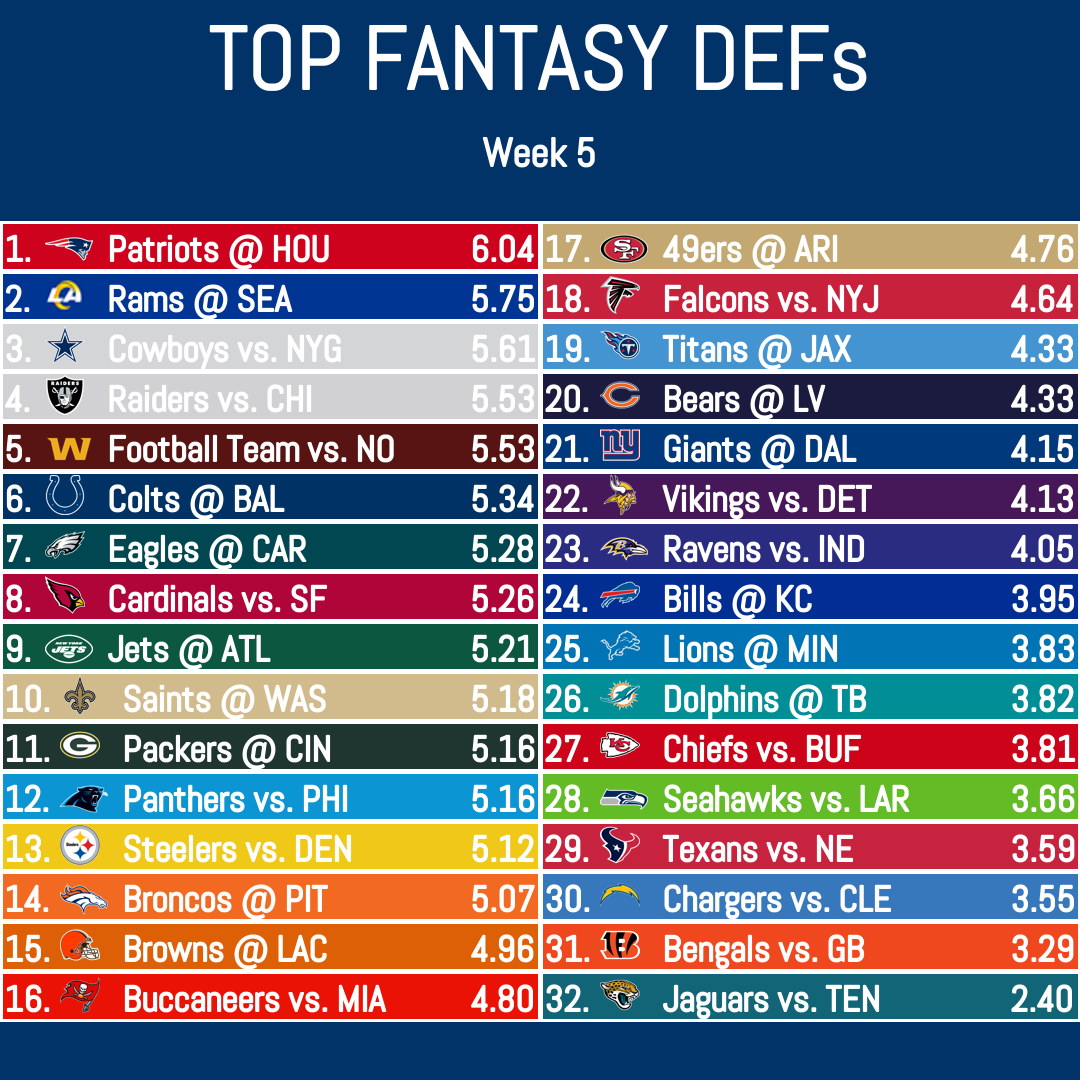 TOP FANTASY DEFs
Week 5
1. Patriots @ HOU 6.04
2. Rams @ SEA 5.75
3. Cowboys vs. NYG 5.61
4. RAIDERS Raiders vs. CHI 5.53
5. W Football Team vs. NO 5.53
6. Colts @ BAL 5.34
7. Eagles @ CAR 5.28
8. Cardinals vs. SF 5.26
9. NEW YORK JETS Jets @ ATL 5.21
10. Saints @ WAS 5.18
11. G Packers @ CIN 5.16
12. Panthers vs. PHI 5.16
13. Steelers Steelers vs. DEN 5.12
14. Broncos @ PIT 5.07
15. Browns @ LAC 4.96
16. Buccaneers vs. MIA 4.80
17. SF 49ers @ ARI 4.76
18. Falcons vs. NYJ 4.64
19. T Titans @ JAX 4.33
20. C Bears @ LV 4.33
21. ny Giants @ DAL 4.15
22. Vikings vs. DET 4.13
23. Ravens vs. IND 4.05
24. Bills @ KC 3.95
25. Lions @ MIN 3.83
26. Dolphins @ TB 3.82
27. KC Chiefs vs. BUF 3.81
28. Seahawks vs. LAR 3.66
29. Texans vs. NE 3.59
30. Chargers vs. CLE 3.55
31. B Bengals vs. GB 3.29
32. Jaguars vs. TEN 2.40